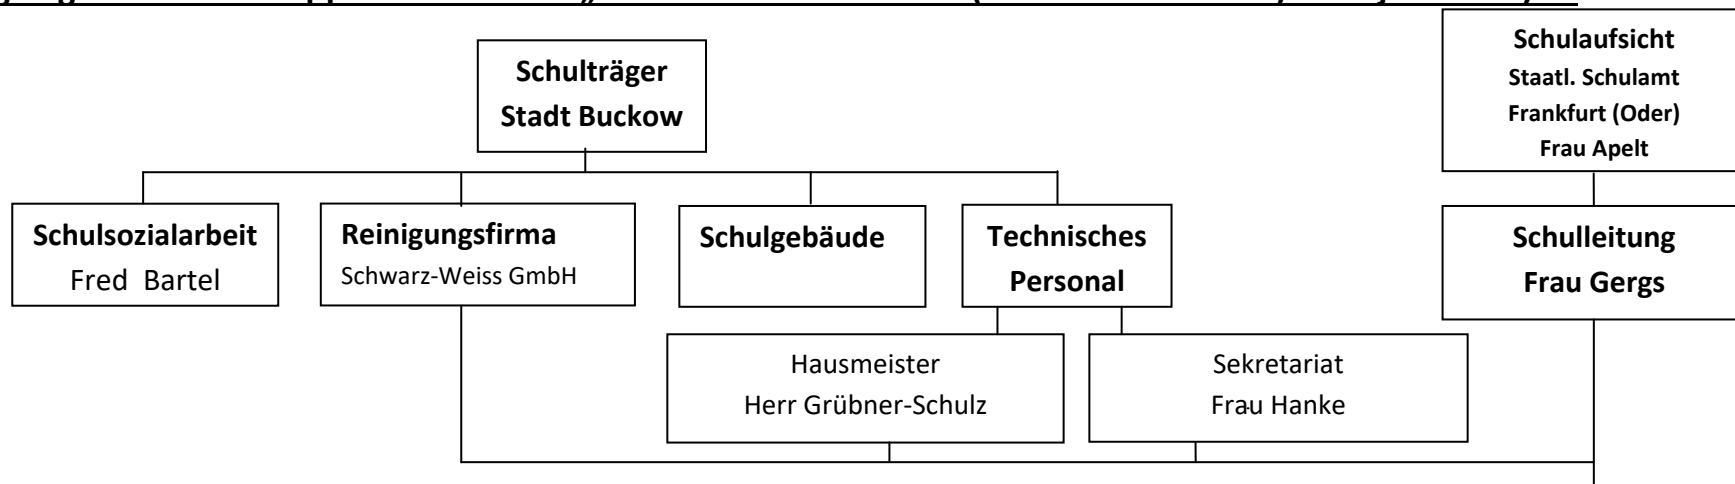 Schulträger
Stadt Buckow
Schulaufsicht
Staatl. Schulamt
Frankfurt (Oder)
Frau Apelt
Schulsozialarbeit
Fred Bartel
Reinigungsfirma
Schwarz-Weiss GmbH
Schulgebäude
Technisches
Personal
Schulleitung
Frau Gergs
Hausmeister
Herr Grübner-Schulz
Sekretariat
Frau Hanke